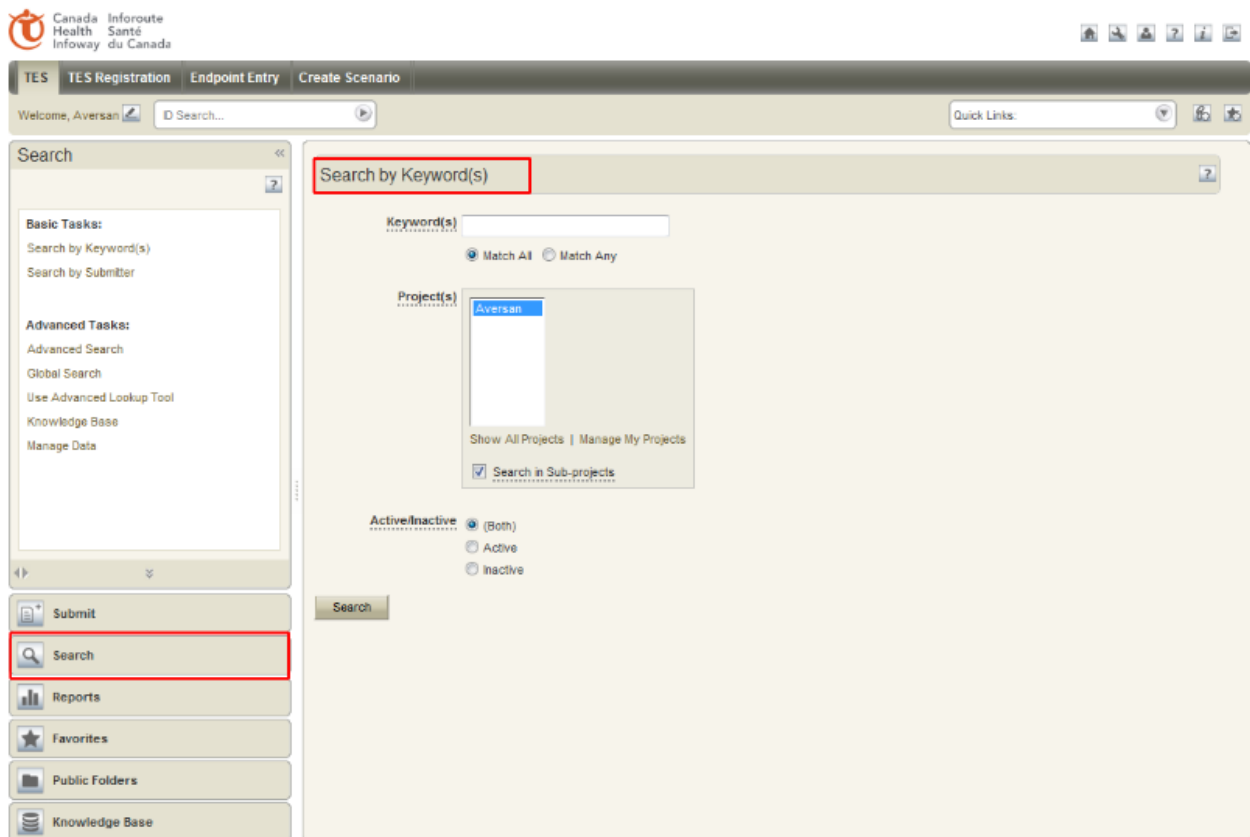 Canada Inforoute
Health Santé
Infoway du Canada
TES TES Registration Endpoint Entry Create Scenario
Welcome, Aversan ID Search... Quick Links:
Search
Basic Tasks:
Search by Keyword(s)
Search by Submitter
Advanced Tasks:
Advanced Search
Global Search
Use Advanced Lookup Tool
Knowledge Base
Manage Data
Submit
Search
Reports
Favorites
Public Folders
Knowledge Base
Search by Keyword(s)
Keyword(s)
Match All Match Any
Project(s)
Aversan
Show All Projects | Manage My Projects
Search in Sub-projects
Active/Inactive (Both)
Active
Inactive
Search